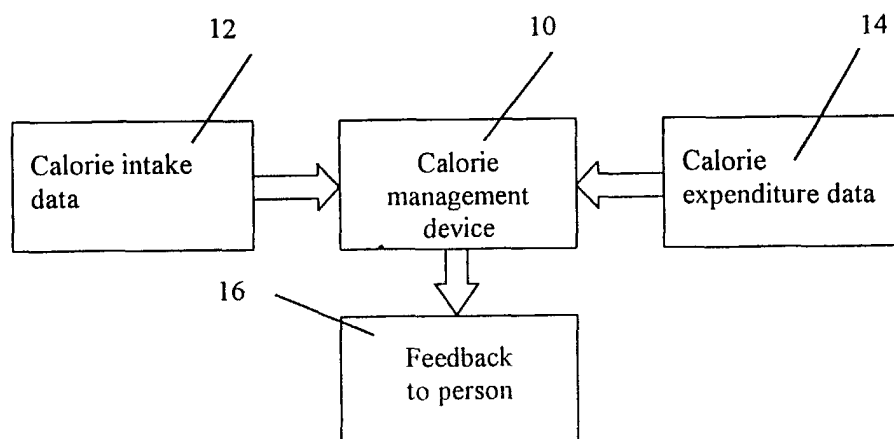 12
10
14
Calorie intake
data
Calorie
management
device
Calorie
expenditure data
16
Feedback
to person